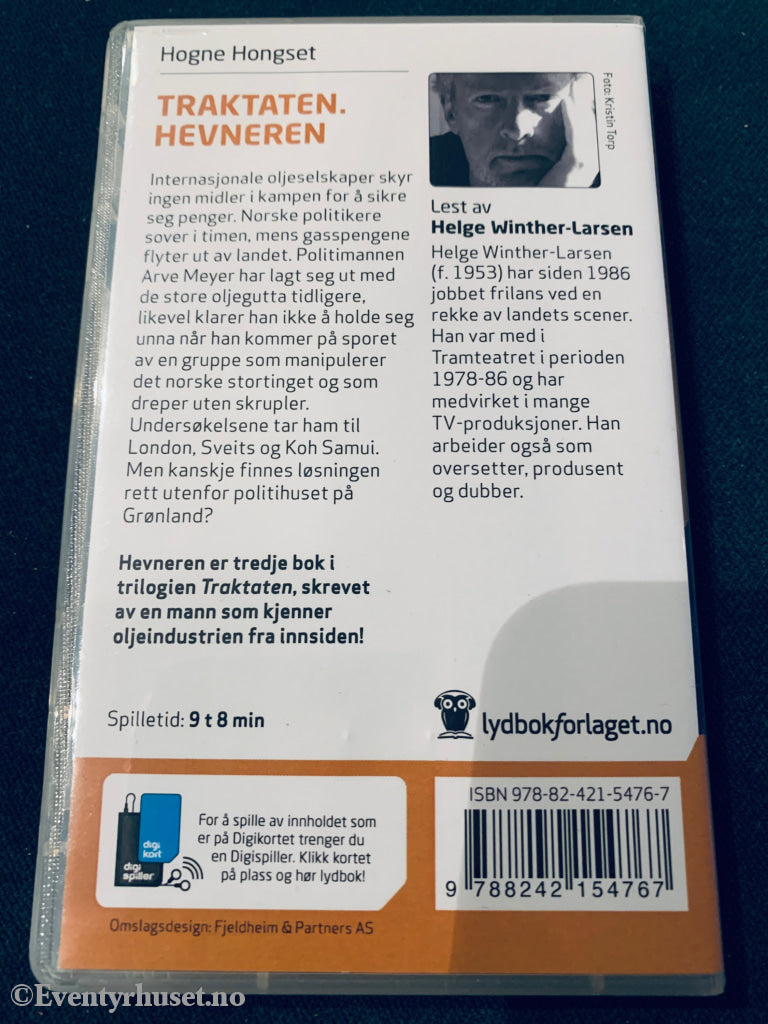 Hogne Hongset
TRAKTATEN.
HEVNEREN
Internasjonale oljeselskaper skyr
ingen midler i kampen for å sikre
seg penger. Norske politikere
sover i timen, mens gasspengene
flyter ut av landet. Politimannen
Arve Meyer har lagt seg ut med
de store oljegutta tidligere,
likevel klarer han ikke å holde seg
unna når han kommer på sporet
av en gruppe som manipulerer
det norske stortinget og som
dreper uten skrupler.
Undersøkelsene tar ham til
London, Sveits og Koh Samui.
Men kanskje finnes løsningen
rett utenfor politihuset på
Grønland?
Hevneren er tredje bok i
trilogien Traktaten, skrevet
av en mann som kjenner
oljeindustrien fra innsiden!
Spilletid: 9 t 8 min
Foto: Kristin Torp
Lest av
Helge Winther-Larsen
Helge Winther-Larsen
(f. 1953) har siden 1986
jobbet frilans ved en
rekke av landets scener.
Han var med i
Tramteatret i perioden
1978-86 og har
medvirket i mange
TV-produksjoner. Han
arbeider også som
oversetter, produsent
og dubber.
lydbokforlaget.no
digi
kort
digi
spiller
For å spille av innholdet som
er på Digikortet trenger du
en Digispiller. Klikk kortet
på plass og hør lydbok!
Omslagsdesign: Fjeldheim & Partners AS
ISBN 978-82-421-5476-7
9 788242 154767
©Eventyrhuset.no